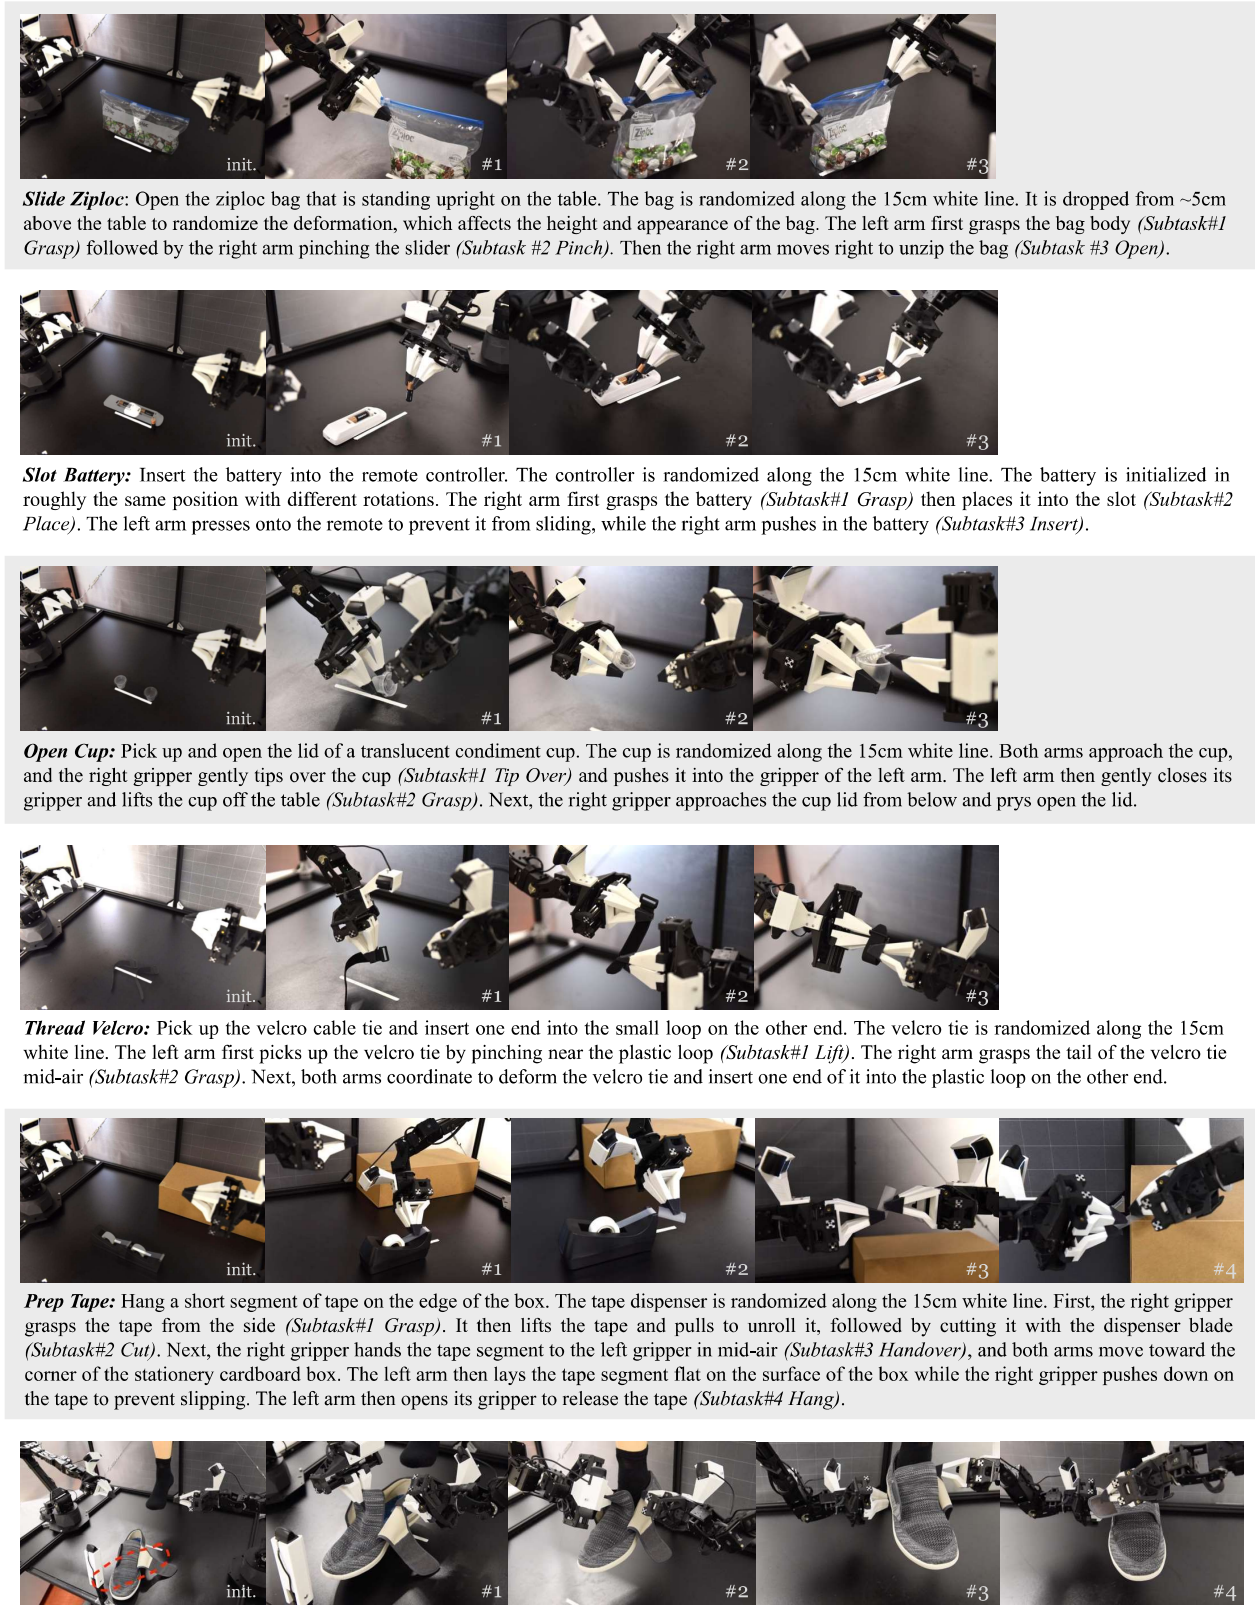 init.
#1
#2
#3
Slide Ziploc: Open the ziploc bag that is standing upright on the table. The bag is randomized along the 15cm white line. It is dropped from ~5cm
above the table to randomize the deformation, which affects the height and appearance of the bag. The left arm first grasps the bag body (Subtask#1
Grasp) followed by the right arm pinching the slider (Subtask #2 Pinch). Then the right arm moves right to unzip the bag (Subtask #3 Open).
init.
#1
#2
#3
Slot Battery: Insert the battery into the remote controller. The controller is randomized along the 15cm white line. The battery is initialized in
roughly the same position with different rotations. The right arm first grasps the battery (Subtask#1 Grasp) then places it into the slot (Subtask#2
Place). The left arm presses onto the remote to prevent it from sliding, while the right arm pushes in the battery (Subtask#3 Insert).
init.
#1
#2
#3
Open Cup: Pick up and open the lid of a translucent condiment cup. The cup is randomized along the 15cm white line. Both arms approach the cup,
and the right gripper gently tips over the cup (Subtask#1 Tip Over) and pushes it into the gripper of the left arm. The left arm then gently closes its
gripper and lifts the cup off the table (Subtask#2 Grasp). Next, the right gripper approaches the cup lid from below and prys open the lid.
init.
#1
#2
#3
Thread Velcro: Pick up the velcro cable tie and insert one end into the small loop on the other end. The velcro tie is randomized along the 15cm
white line. The left arm first picks up the velcro tie by pinching near the plastic loop (Subtask#1 Lift). The right arm grasps the tail of the velcro tie
mid-air (Subtask#2 Grasp). Next, both arms coordinate to deform the velcro tie and insert one end of it into the plastic loop on the other end.
init.
#1
#2
#3
#4
Prep Tape: Hang a short segment of tape on the edge of the box. The tape dispenser is randomized along the 15cm white line. First, the right gripper
grasps the tape from the side (Subtask#1 Grasp). It then lifts the tape and pulls to unroll it, followed by cutting it with the dispenser blade
(Subtask#2 Cut). Next, the right gripper hands the tape segment to the left gripper in mid-air (Subtask#3 Handover), and both arms move toward the
corner of the stationery cardboard box. The left arm then lays the tape segment flat on the surface of the box while the right gripper pushes down on
the tape to prevent slipping. The left arm then opens its gripper to release the tape (Subtask#4 Hang).
init.
#1
#2
#3
#4